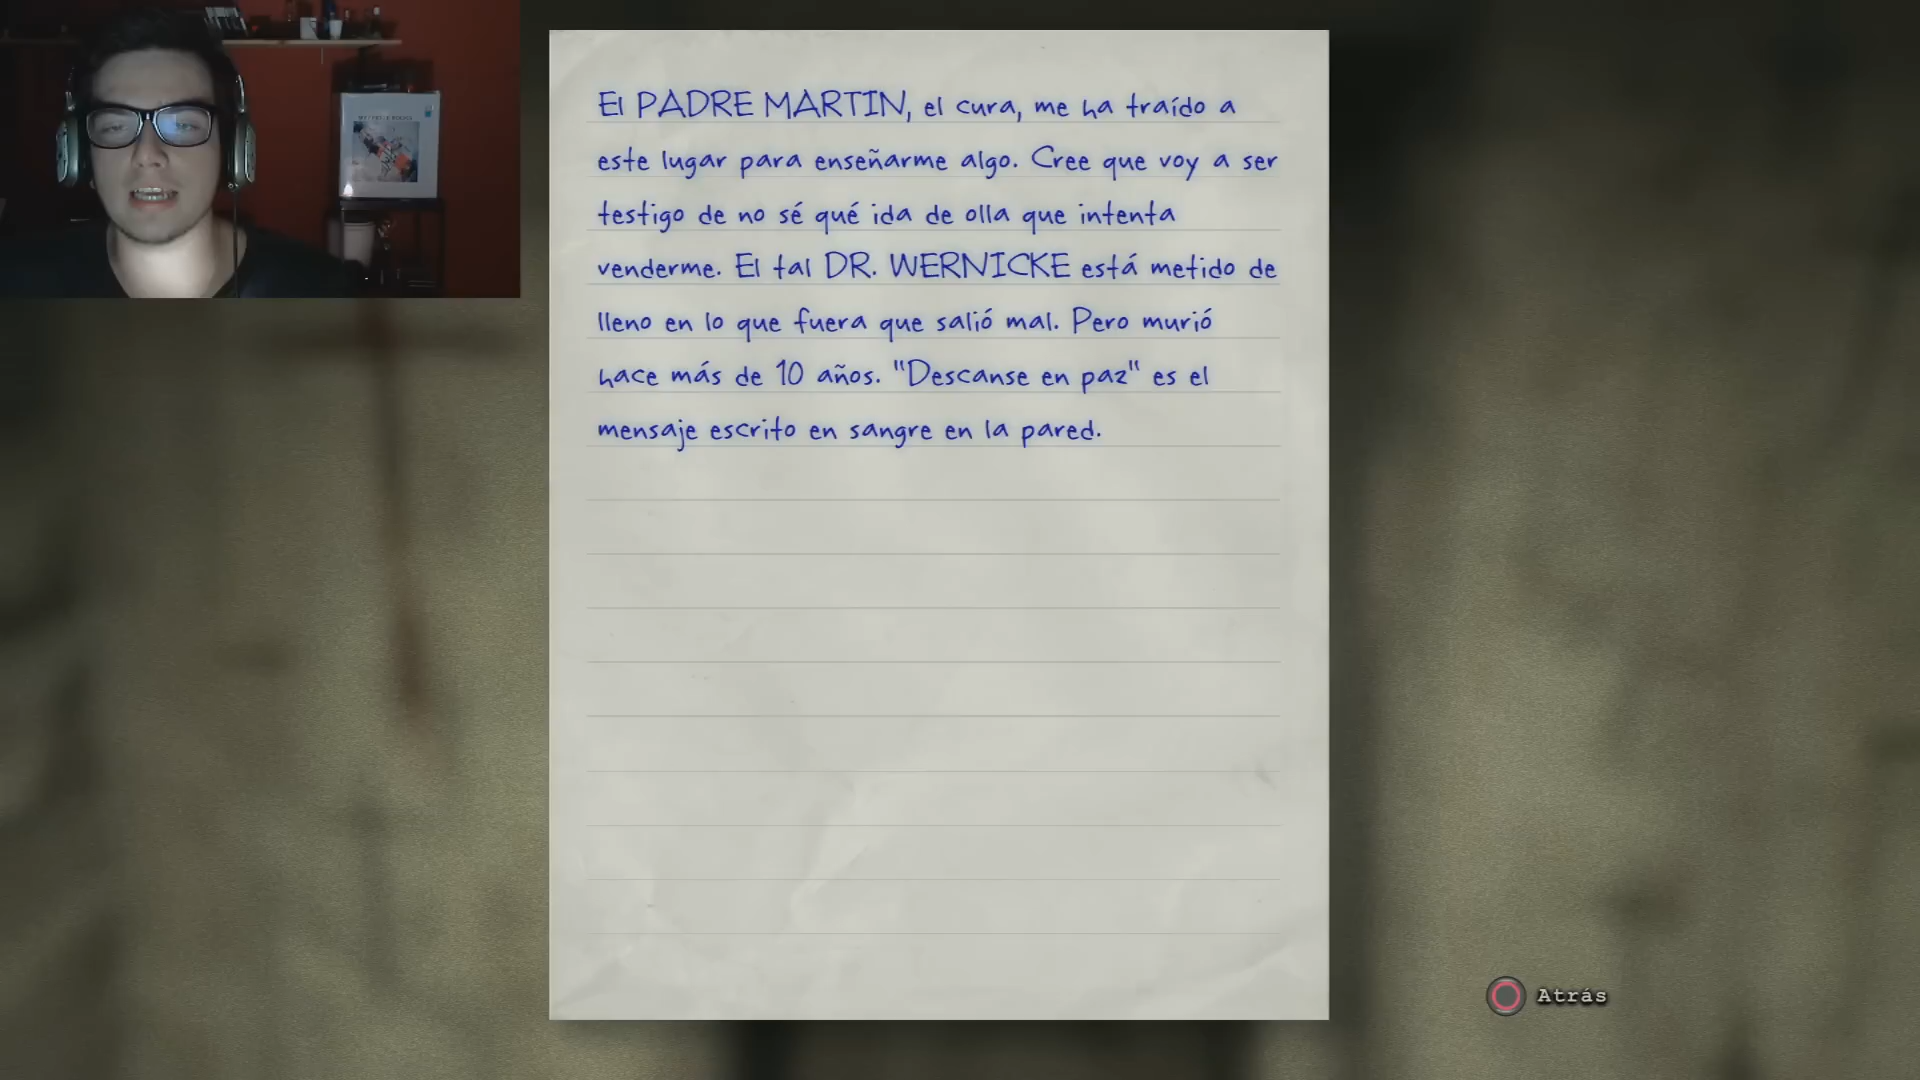 El PADRE MARTIN, el cura, me ha traído a
este lugar para enseñarme algo. Cree que voy a ser
testigo de no sé qué ida de olla que intenta
venderme. El tal DR. WERNICKE está metido de
lleno en lo que fuera que salió mal. Pero murió
hace más de 10 años. "Descanse en paz" es el
mensaje escrito en sangre en la pared.
Atrás